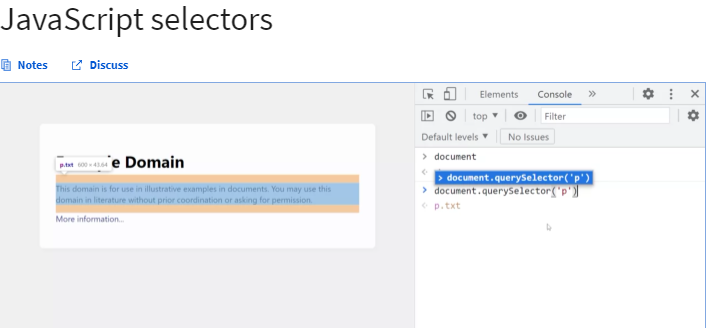 JavaScript selectors
Notes
Discuss
Elements
Console
top
Filter
Default levels
No Issues
e Domain
p.txt 600 × 43.64
This domain is for use in illustrative examples in documents. You may use this
domain in literature without prior coordination or asking for permission.
More information...
> document
> document.querySelector('p')
> document.querySelector('p')
p.txt